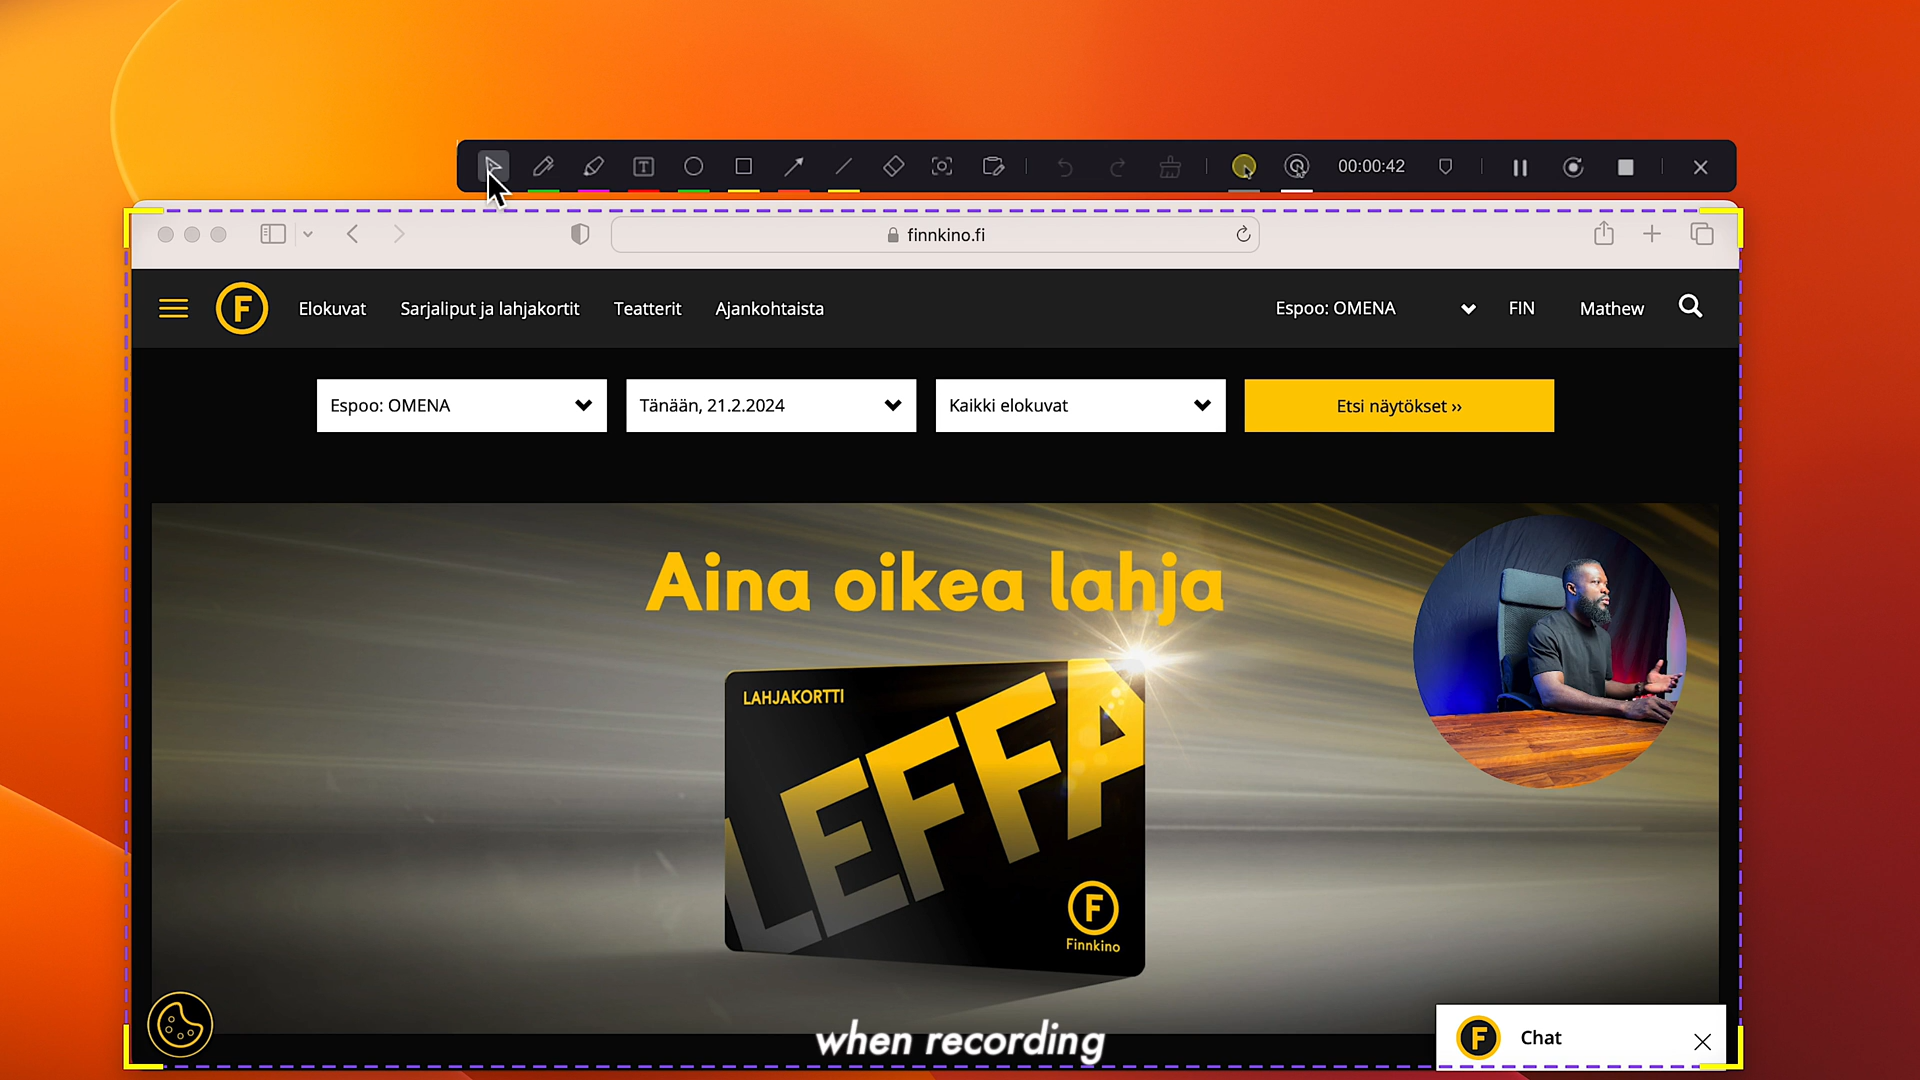 T
00:00:42
finnkino.fi
F
Elokuvat
Sarjaliput ja lahjakortit
Teatterit
Ajankohtaista
Espoo: OMENA
FIN
Mathew
Espoo: OMENA
Tänään, 21.2.2024
Kaikki elokuvat
Etsi näytökset ››
Aina oikea lahja
LAHJAKORTTI
LEFFA
F
Finnkino
when recording
F
Chat